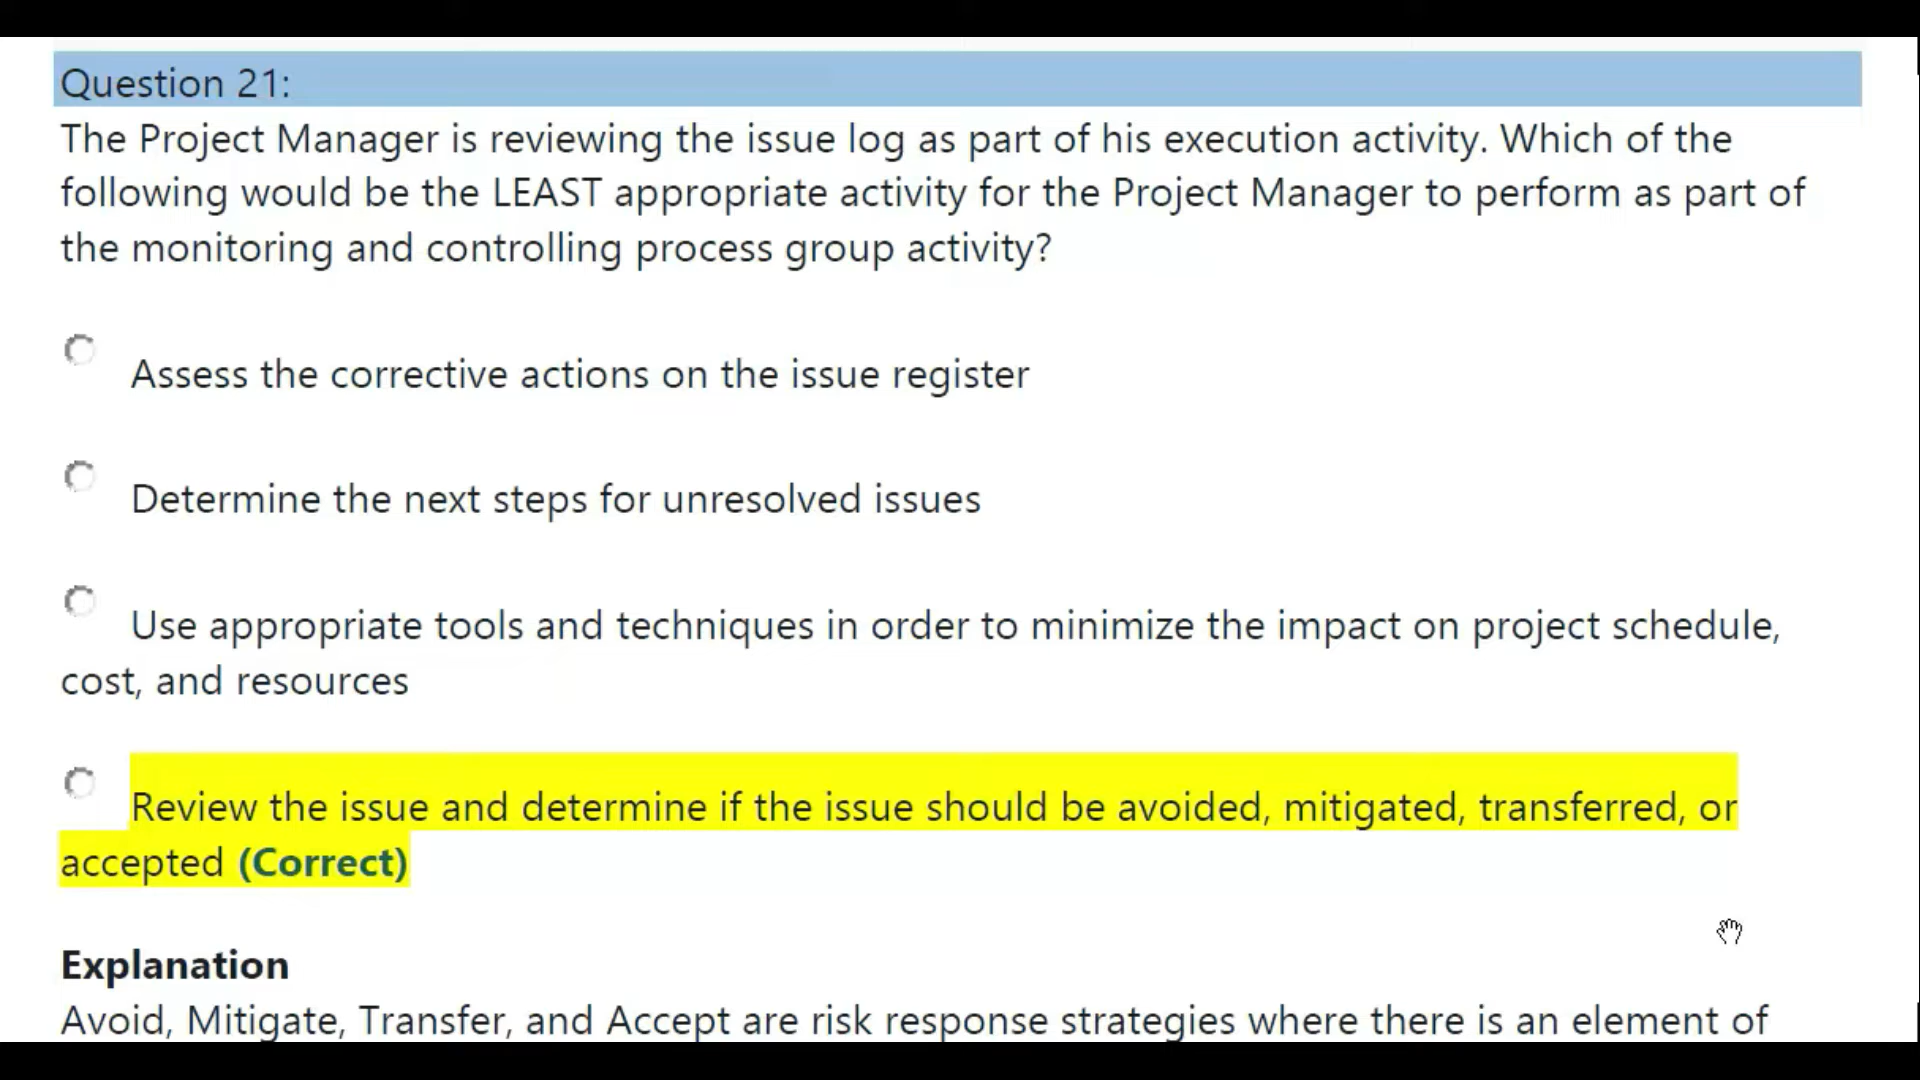 Question 21:
The Project Manager is reviewing the issue log as part of his execution activity. Which of the
following would be the LEAST appropriate activity for the Project Manager to perform as part of
the monitoring and controlling process group activity?
Assess the corrective actions on the issue register
Determine the next steps for unresolved issues
Use appropriate tools and techniques in order to minimize the impact on project schedule,
cost, and resources
Review the issue and determine if the issue should be avoided, mitigated, transferred, or
accepted (Correct)
Explanation
Avoid, Mitigate, Transfer, and Accept are risk response strategies where there is an element of